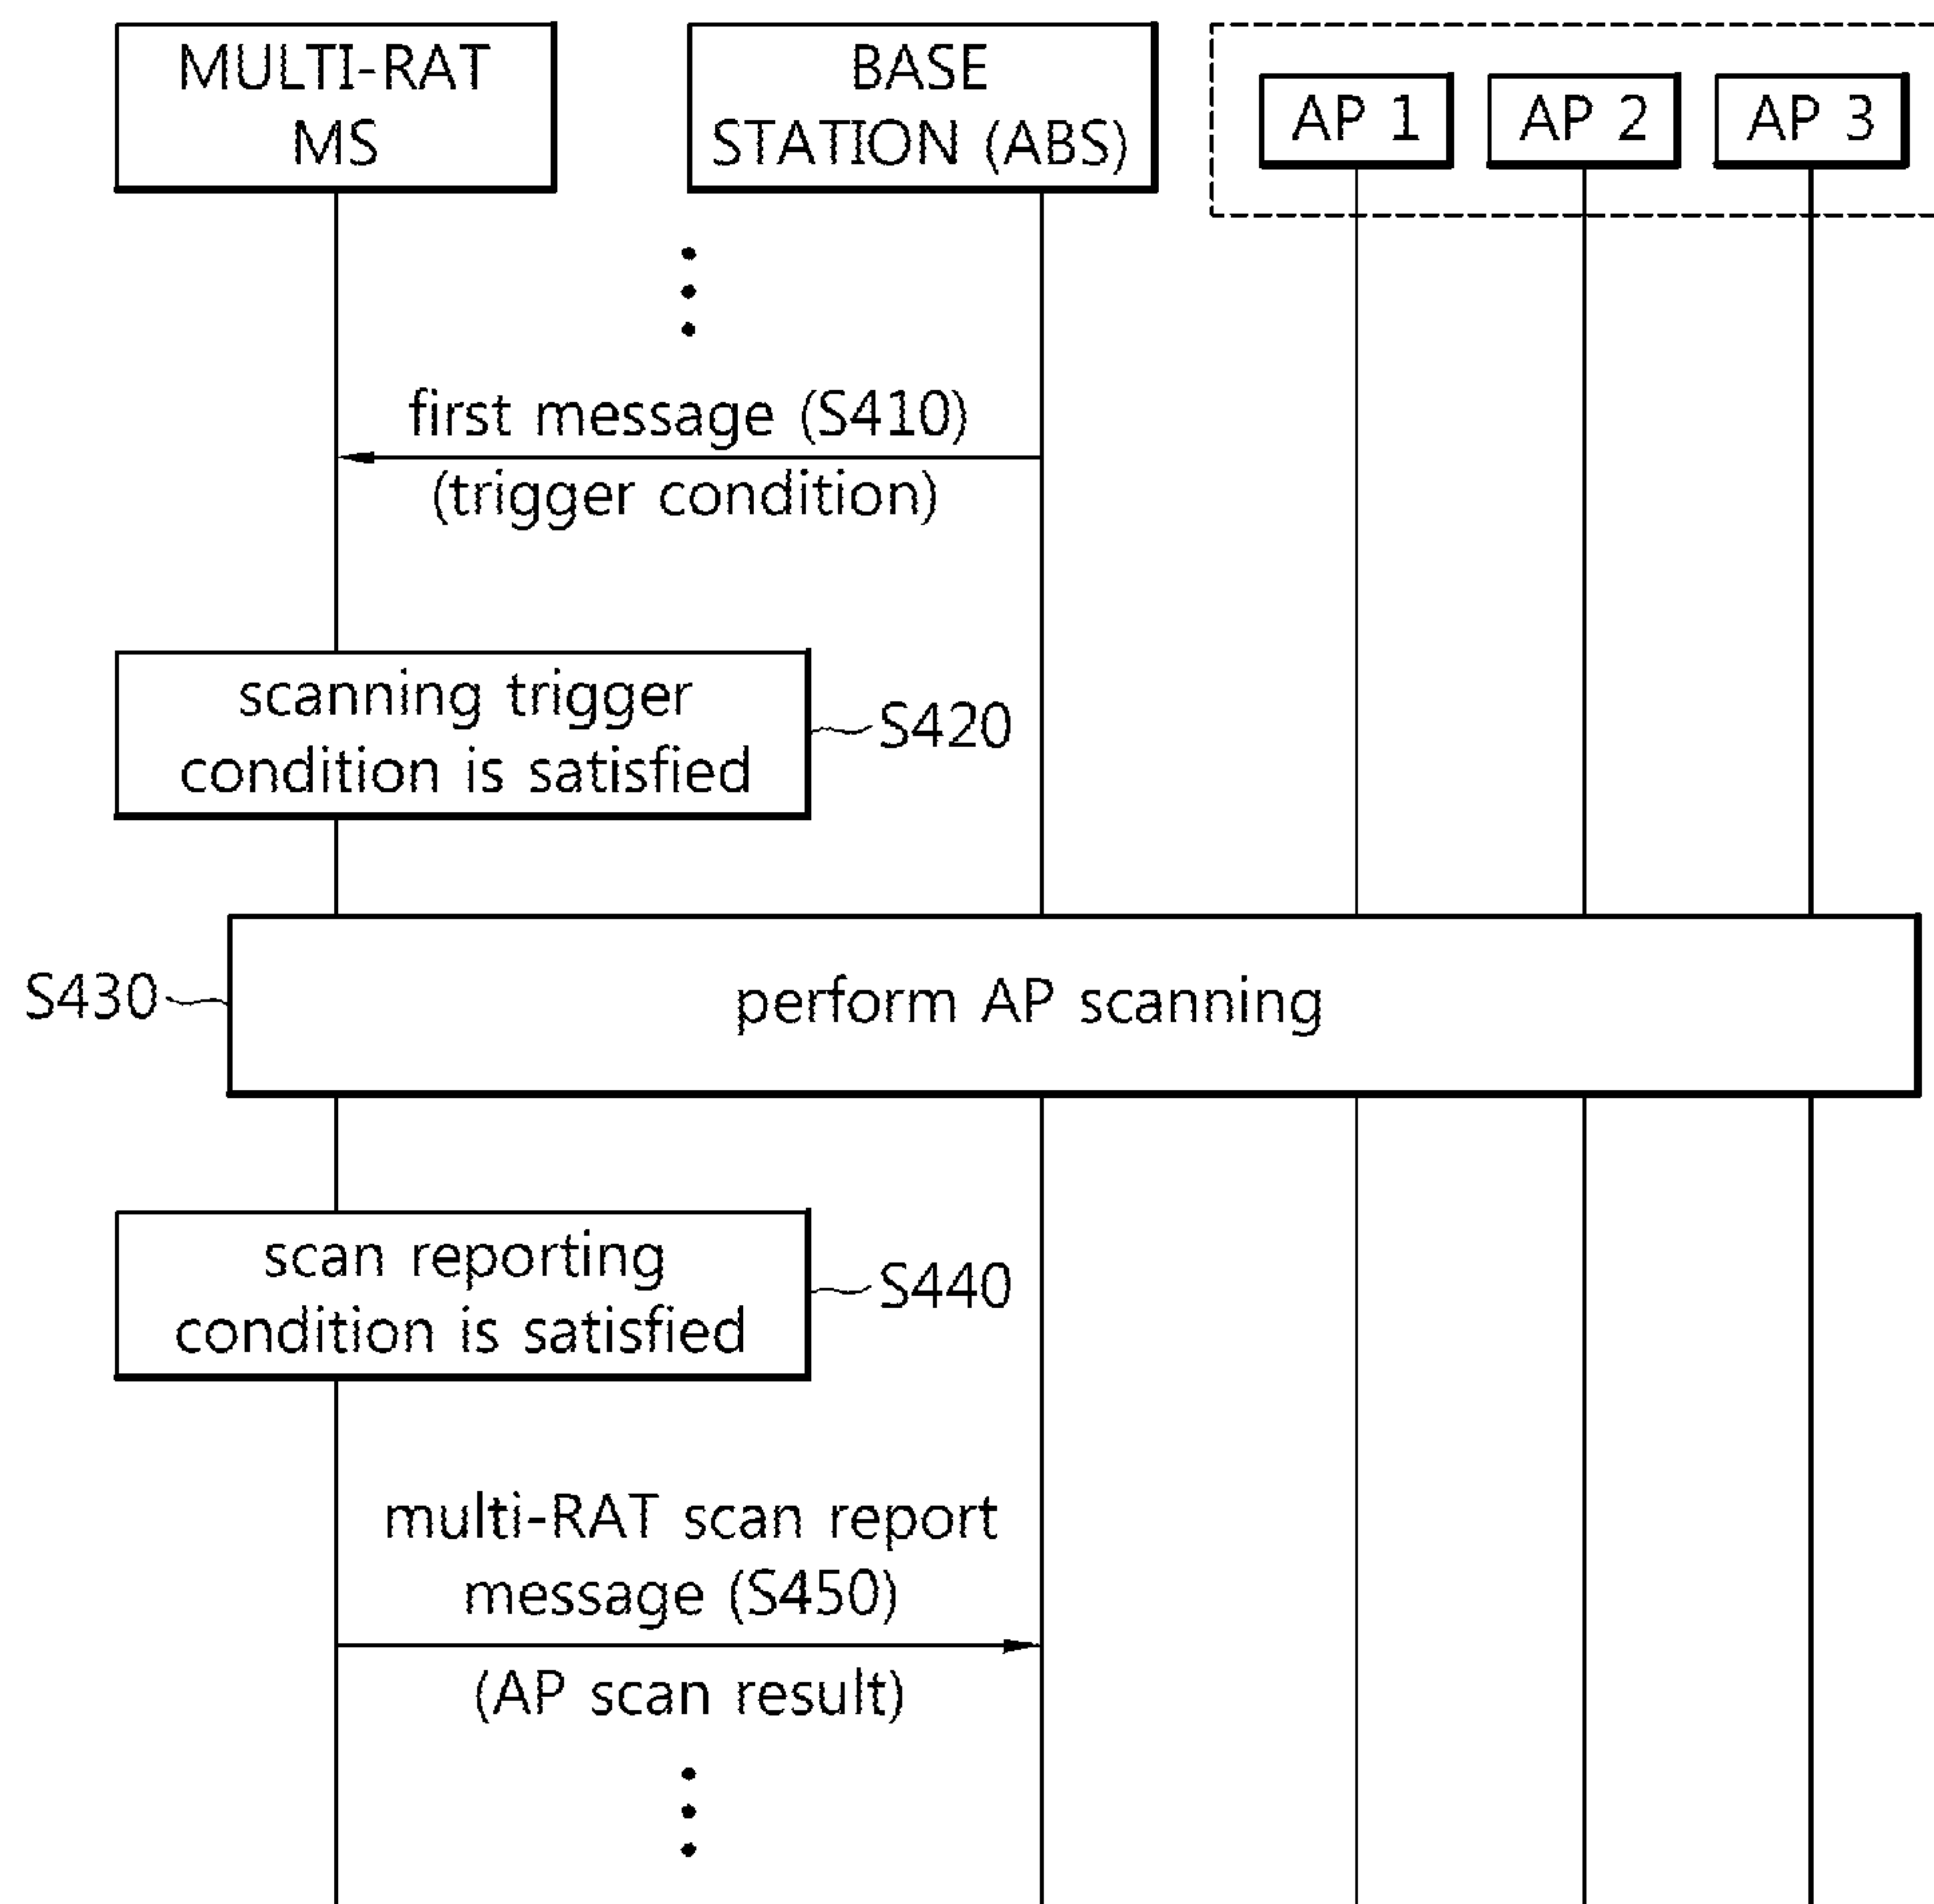 MULTI-RAT
MS
BASE
STATION (ABS)
AP 1
AP 2
AP 3
first message (S410)
(trigger condition)
scanning trigger
condition is satisfied
S420
S430
perform AP scanning
scan reporting
condition is satisfied
S440
multi-RAT scan report
message (S450)
(AP scan result)